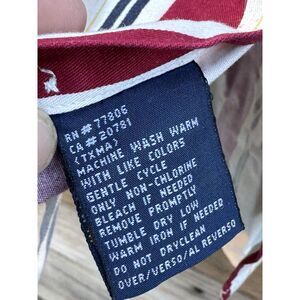 RN# 77806
CA# 20781
<TXMA>
MACHINE WASH WARM
WITH LIKE COLORS
GENTLE CYCLE
ONLY NON-CHLORINE
BLEACH IF NEEDED
REMOVE PROMPTLY
TUMBLE DRY LOW
WARM IRON IF NEEDED
DO NOT DRYCLEAN
OVER/VERSO/AL REVERSO